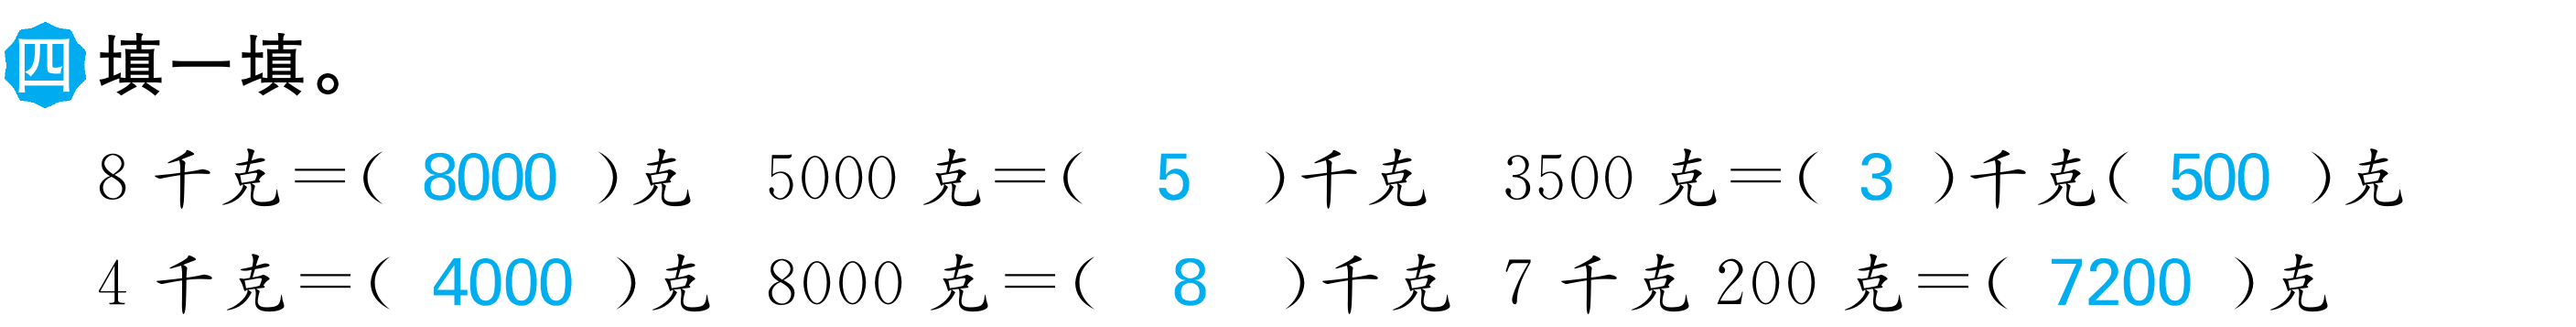 四 填一填。
8 千克=( 8000 )克 5000 克=( 5 )千克 3500 克=( 3 )千克( 500 )克
4 千克=( 4000 )克 8000 克=( 8 )千克 7 千克 200 克=( 7200 )克